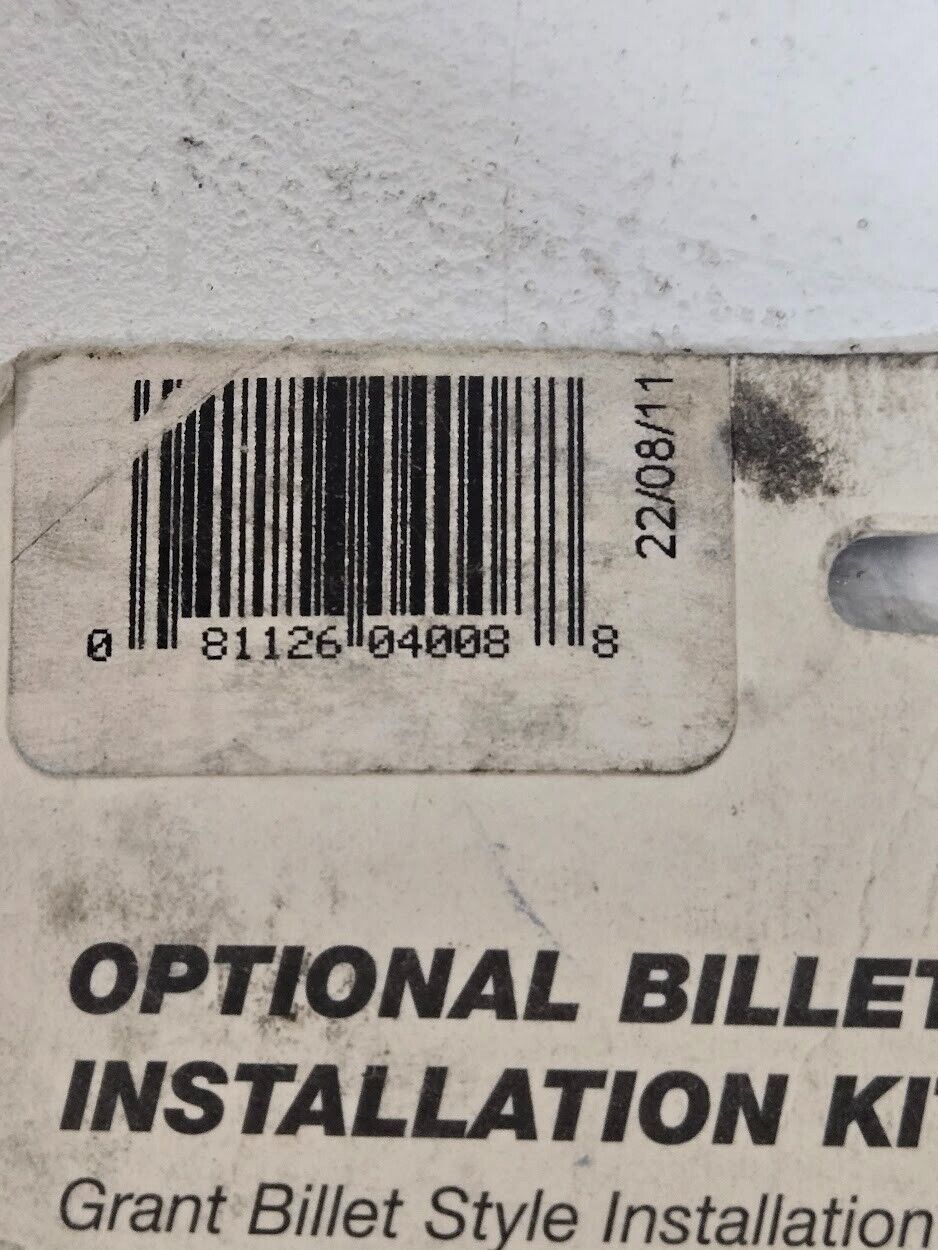 22/08/11
0 81126 04008 8
OPTIONAL BILLET
INSTALLATION KIT
Grant Billet Style Installation